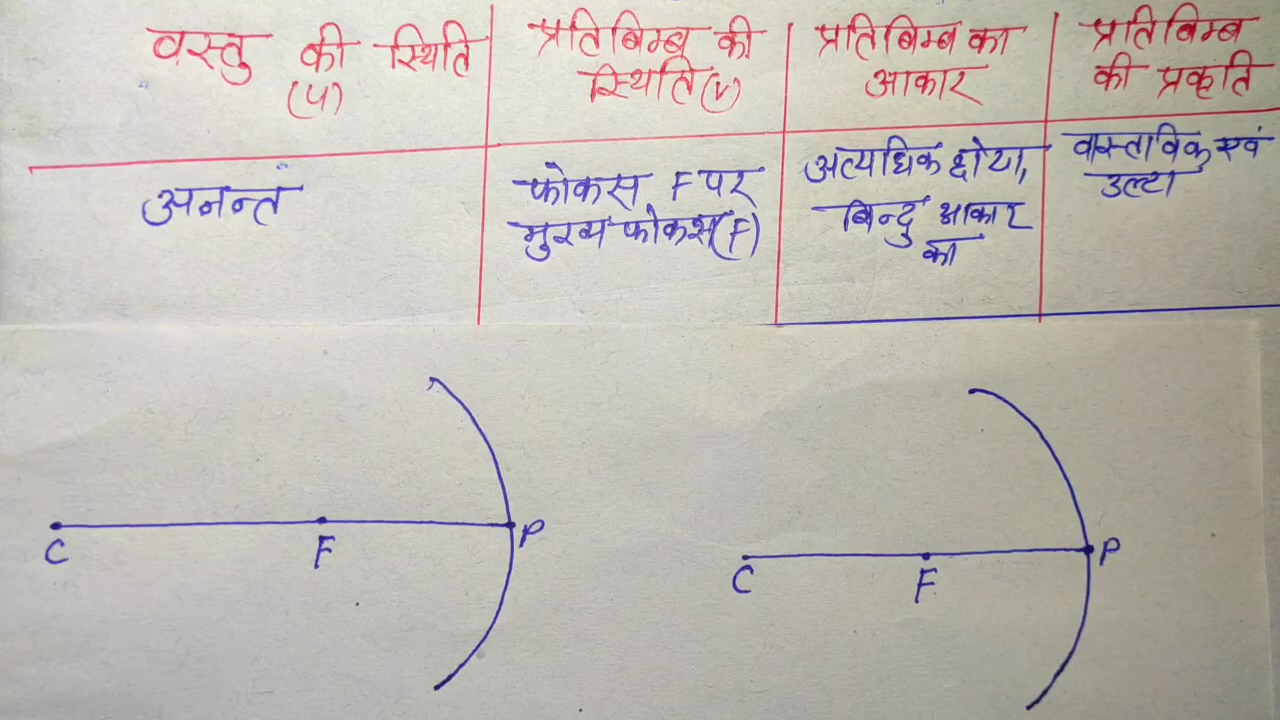 वस्तु की स्थिति
(u)
प्रतिबिम्ब की
स्थिति(v)
प्रतिबिम्ब का
आकार
प्रतिबिम्ब
की प्रकृति
अनन्त
फोकस F पर
मुख्य फोकस(F)
अत्यधिक छोटा,
बिन्दु आकार
का
वास्तविक एवं
उल्टा
C F P
C F P